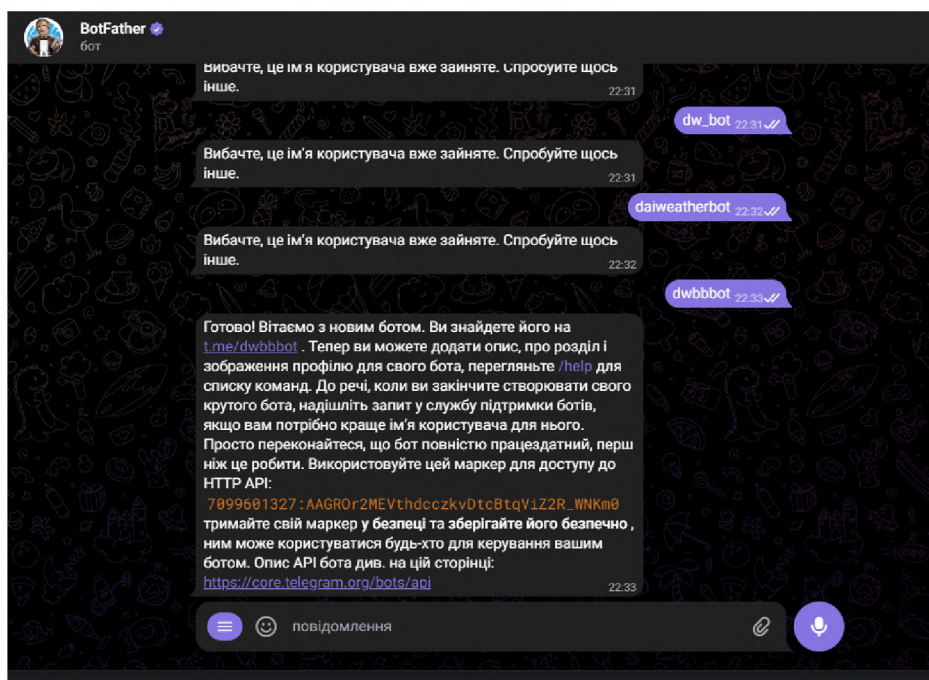 BotFather
бот
Вибачте, це ім'я користувача вже зайняте. Спробуйте щось
інше.
22:31
dw_bot 22:31
Вибачте, це ім'я користувача вже зайняте. Спробуйте щось
інше.
22:31
daiweatherbot 22:32
Вибачте, це ім'я користувача вже зайняте. Спробуйте щось
інше.
22:32
dwbbbot 22:33
Готово! Вітаємо з новим ботом. Ви знайдете його на
t.me/dwbbbot . Тепер ви можете додати опис, про розділ і
зображення профілю для свого бота, перегляньте /help для
списку команд. До речі, коли ви закінчите створювати свого
крутого бота, надішліть запит у службу підтримки ботів,
якщо вам потрібно краще ім'я користувача для нього.
Просто переконайтеся, що бот повністю працездатний, перш
ніж це робити. Використовуйте цей маркер для доступу до
HTTP API:
7099601327:AAGROr2MEVthdcczkvDtcBtqViZ2R_WNKm0
тримайте свій маркер у безпеці та зберігайте його безпечно ,
ним може користуватися будь-хто для керування вашим
ботом. Опис API бота див. на цій сторінці:
https://core.telegram.org/bots/api
22:33
повідомлення